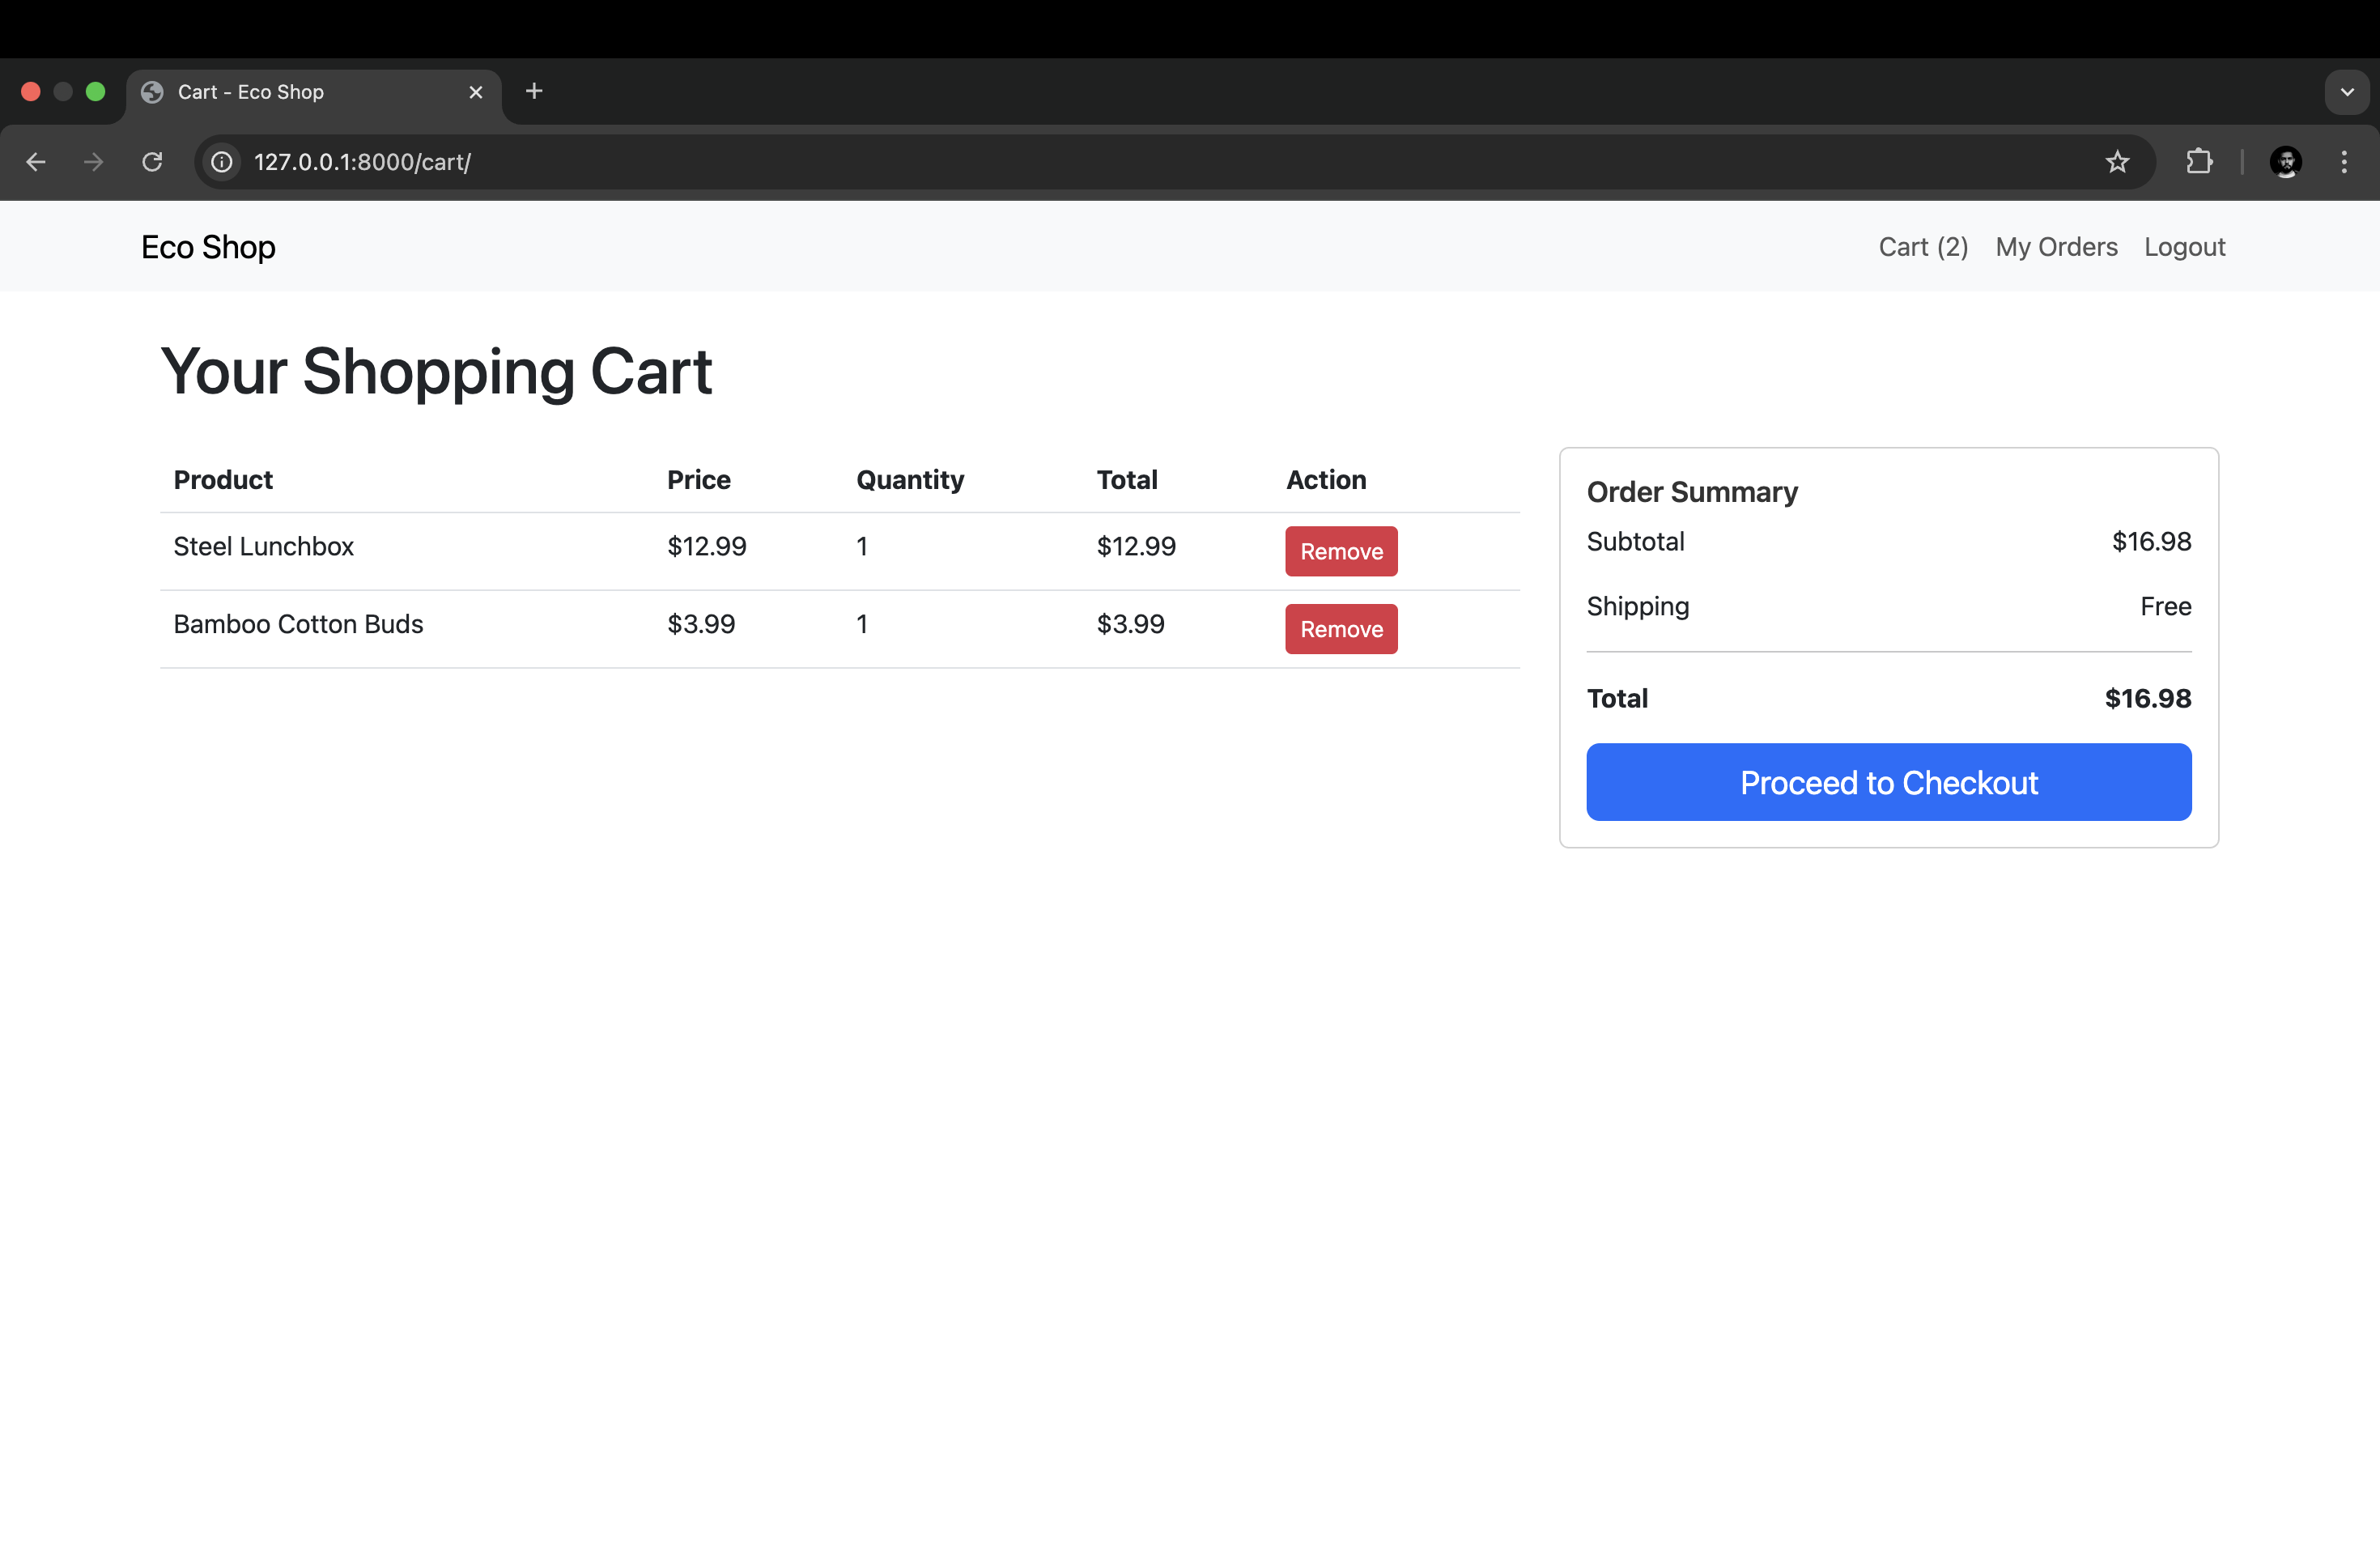 Cart - Eco Shop
127.0.0.1:8000/cart/
Eco Shop
Cart (2) My Orders Logout
Your Shopping Cart
Product Price Quantity Total Action
Steel Lunchbox $12.99 1 $12.99 Remove
Bamboo Cotton Buds $3.99 1 $3.99 Remove
Order Summary
Subtotal $16.98
Shipping Free
Total $16.98
Proceed to Checkout